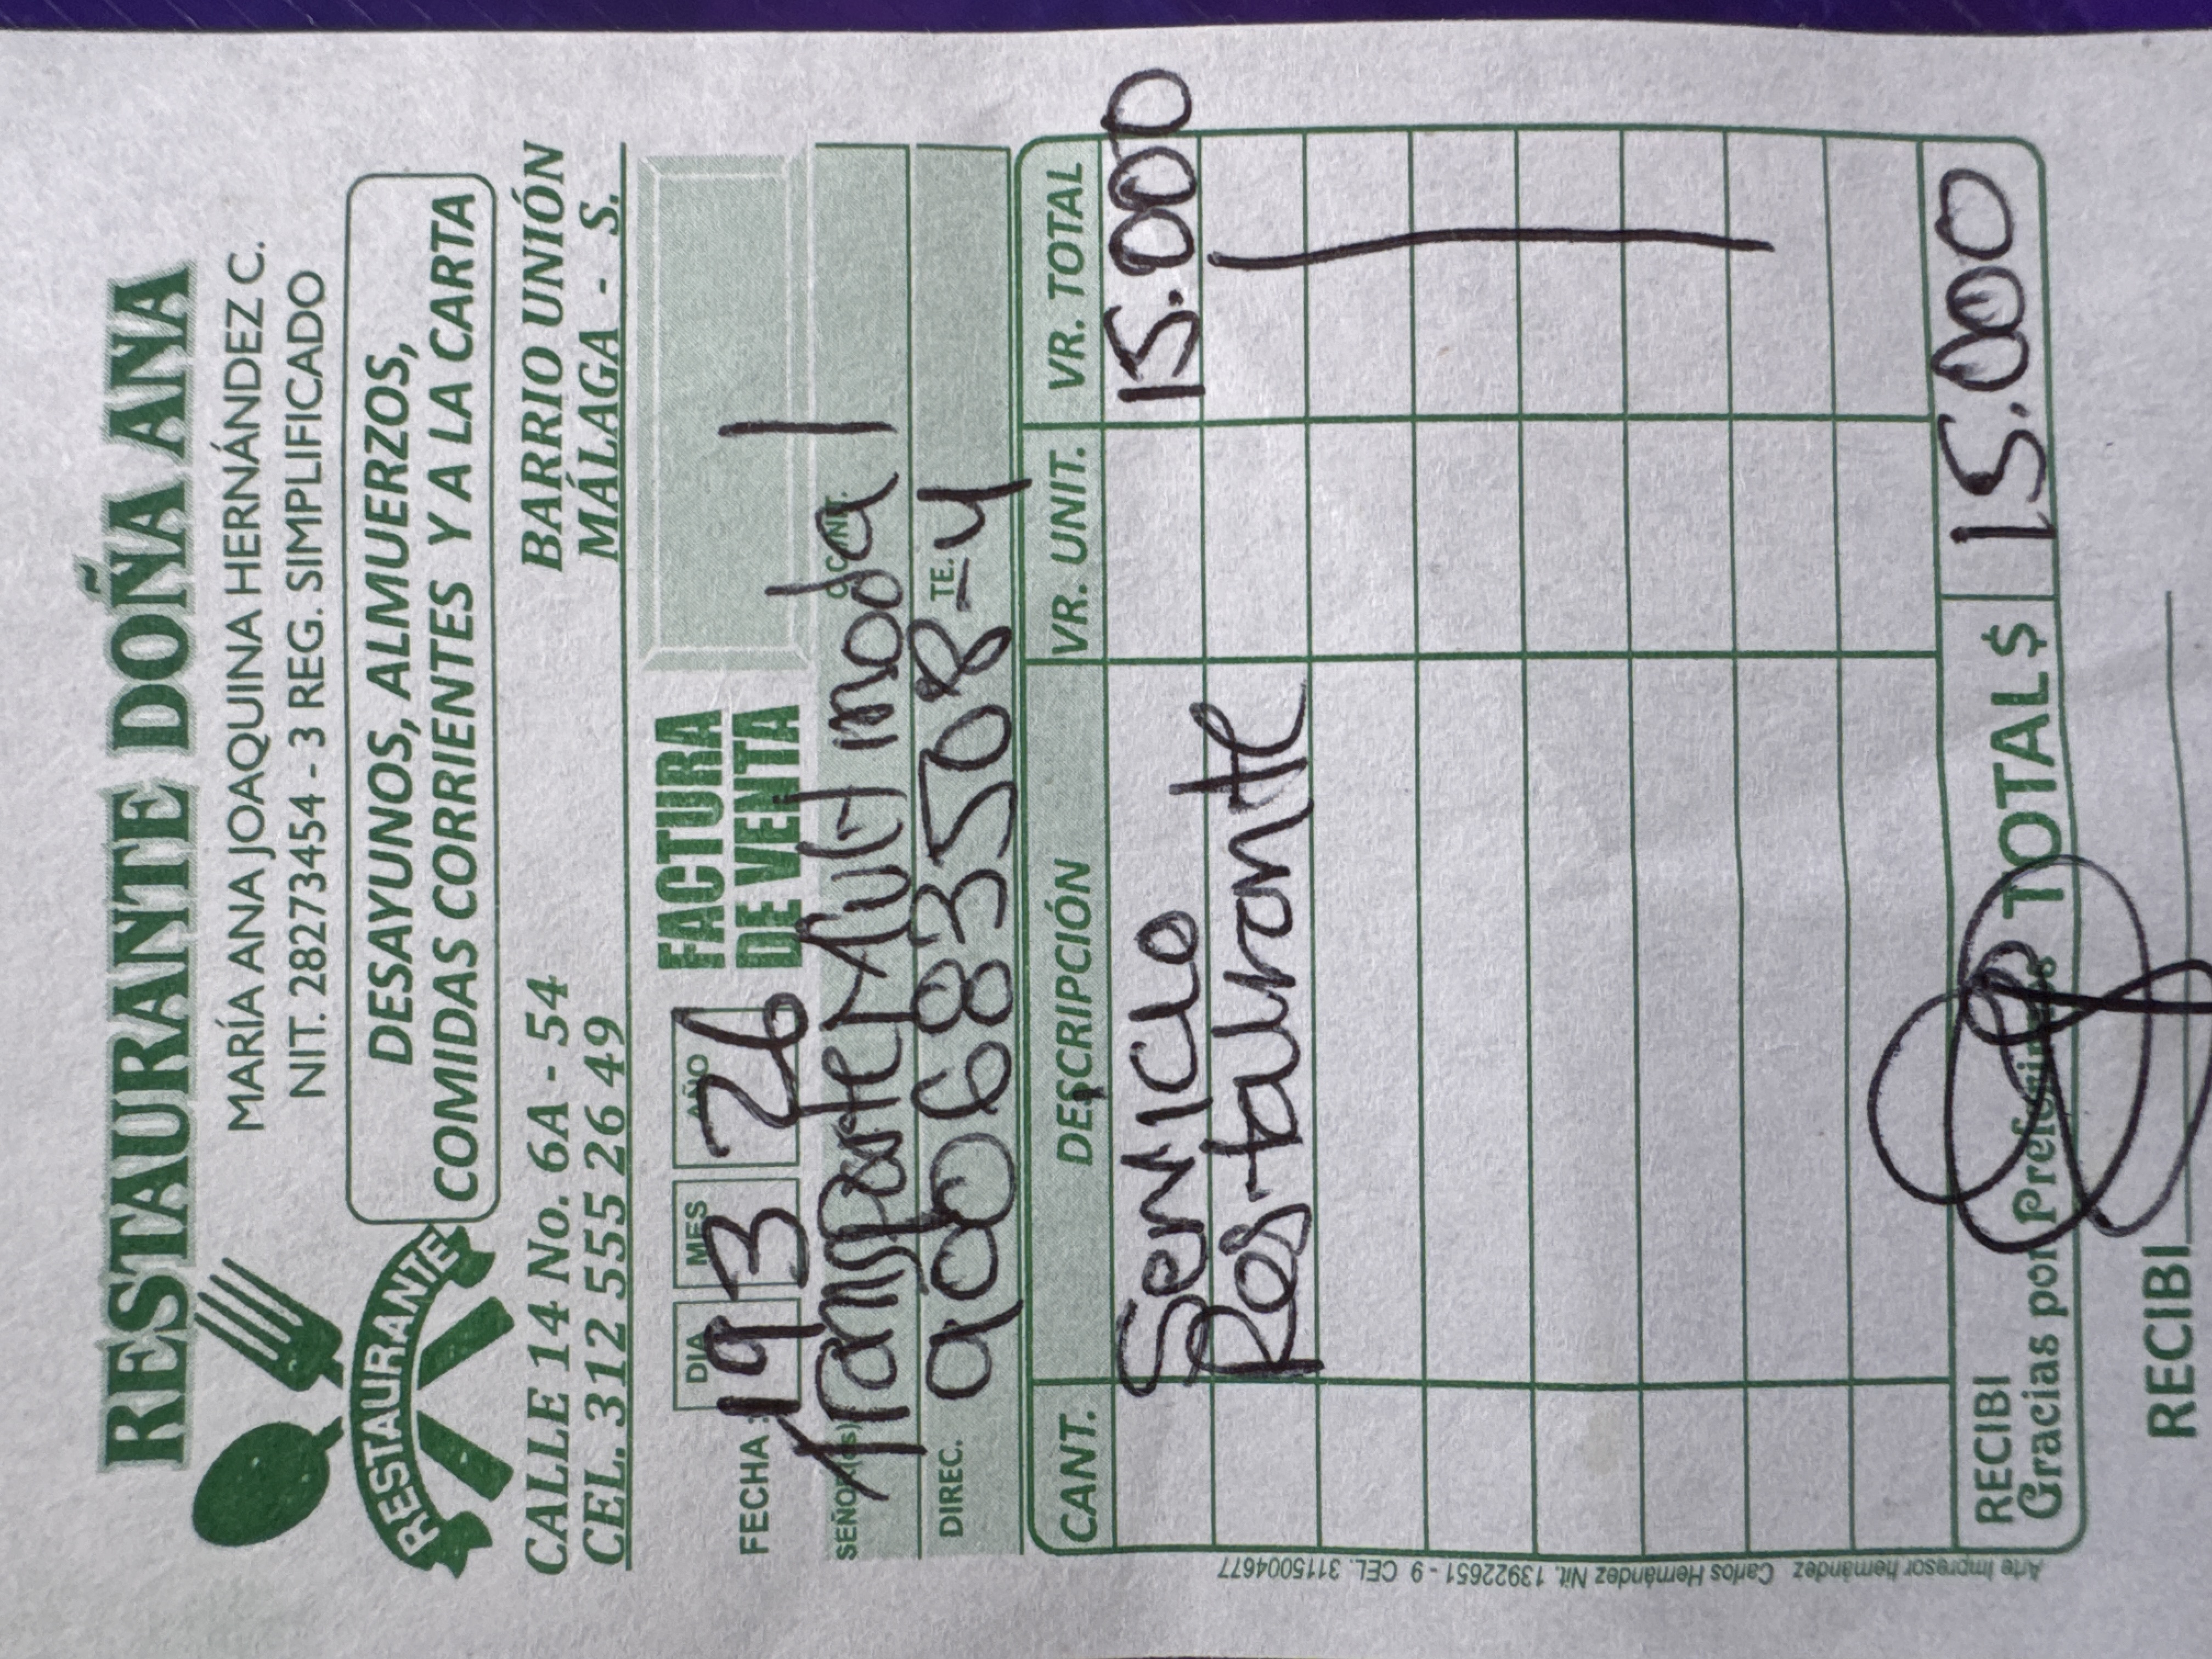 RESTAURANTE DOÑA ANA
MARÍA ANA JOAQUINA HERNÁNDEZ C.
NIT. 28273454 - 3 REG. SIMPLIFICADO
RESTAURANTE
DESAYUNOS, ALMUERZOS,
COMIDAS CORRIENTES Y A LA CARTA
CALLE 14 No. 6A - 54 BARRIO UNIÓN
CEL. 312 555 26 49 MÁLAGA - S.
FECHA: DIA 19 MES 3 AÑO 26 FACTURA DE VENTA
SEÑOR(es) Transporte Multimodal C.C./NIT.
DIREC. 900683508-4 TE.
CANT. DESCRIPCIÓN VR. UNIT. VR. TOTAL
Servicio 15.000
Restaurante
RECIBI TOTAL $ 15.000
Gracias por Preferirnos
RECIBI
Arte Impresor hernández Carlos Hernández Nit. 13922651 - 9 CEL. 3115004677